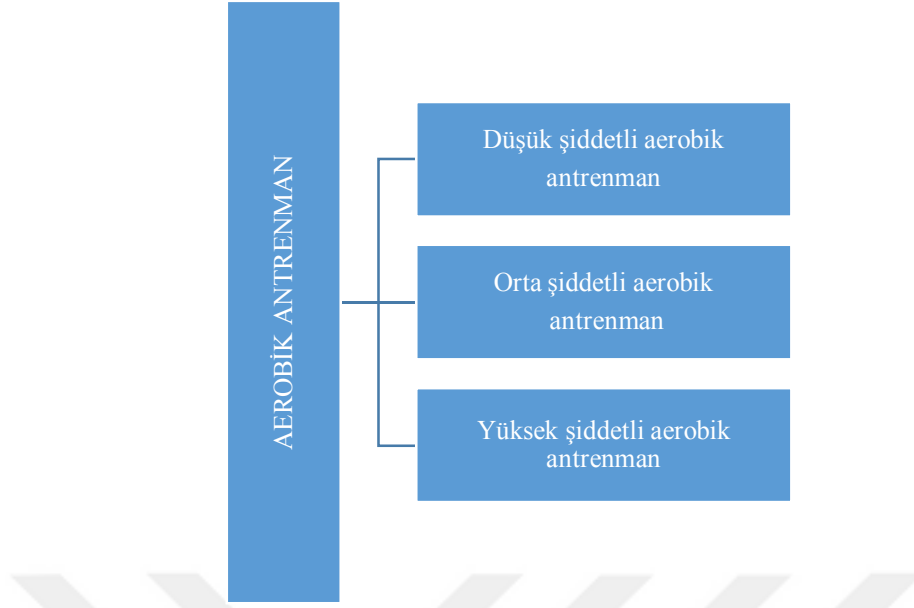 AEROBİK ANTRENMAN
Düşük şiddetli aerobik
antrenman
Orta şiddetli aerobik
antrenman
Yüksek şiddetli aerobik
antrenman